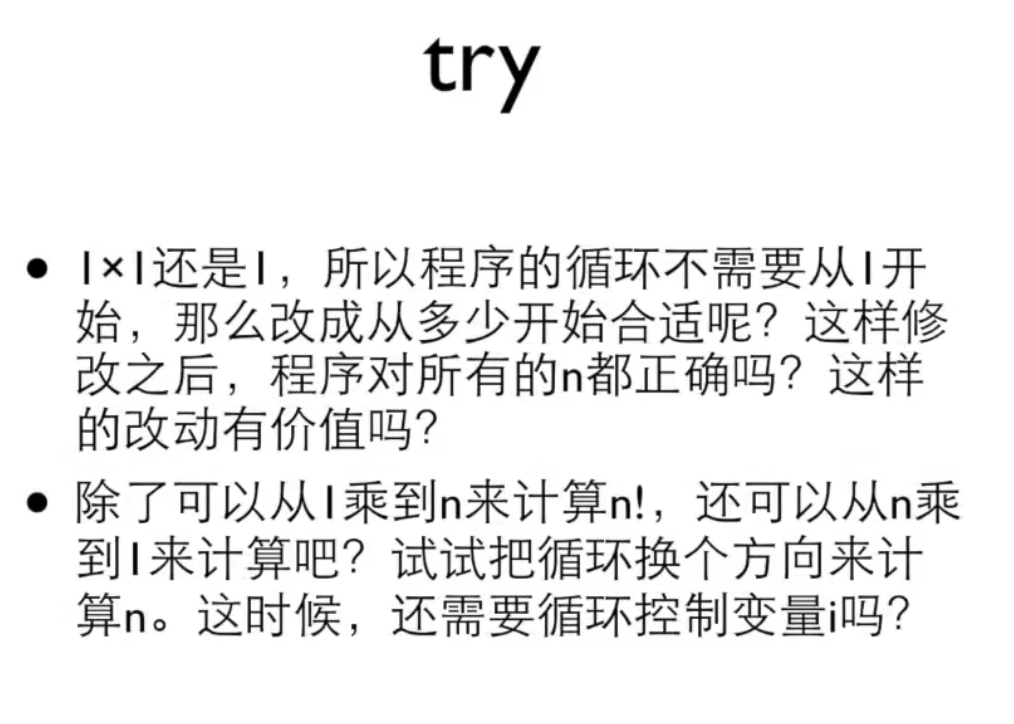 try
• 1×1还是1，所以程序的循环不需要从1开
始，那么改成从多少开始合适呢？这样修
改之后，程序对所有的n都正确吗？这样
的改动有价值吗？
• 除了可以从1乘到n来计算n!，还可以从n乘
到1来计算吧？试试把循环换个方向来计
算n。这时候，还需要循环控制变量i吗？